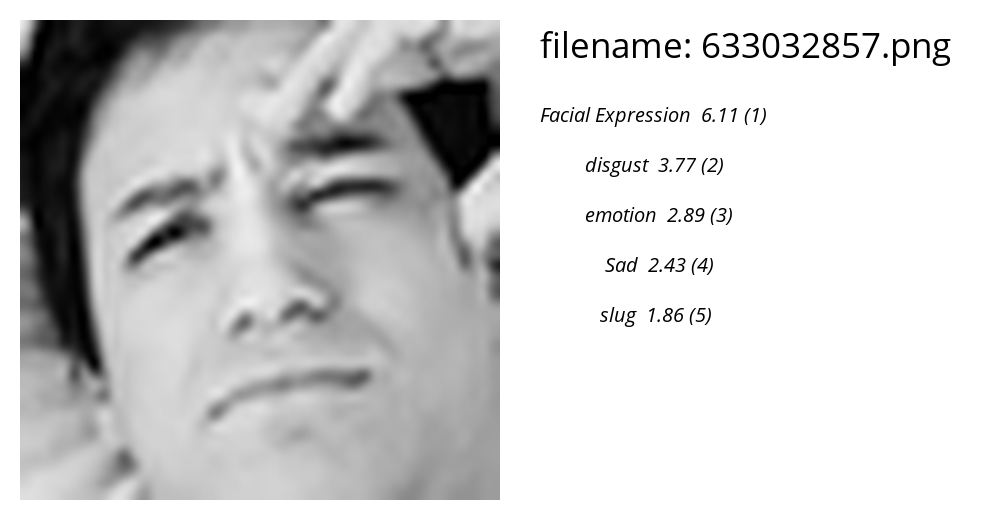 filename: 633032857.png
Facial Expression 6.11 (1)
disgust 3.77 (2)
emotion 2.89 (3)
Sad 2.43 (4)
slug 1.86 (5)